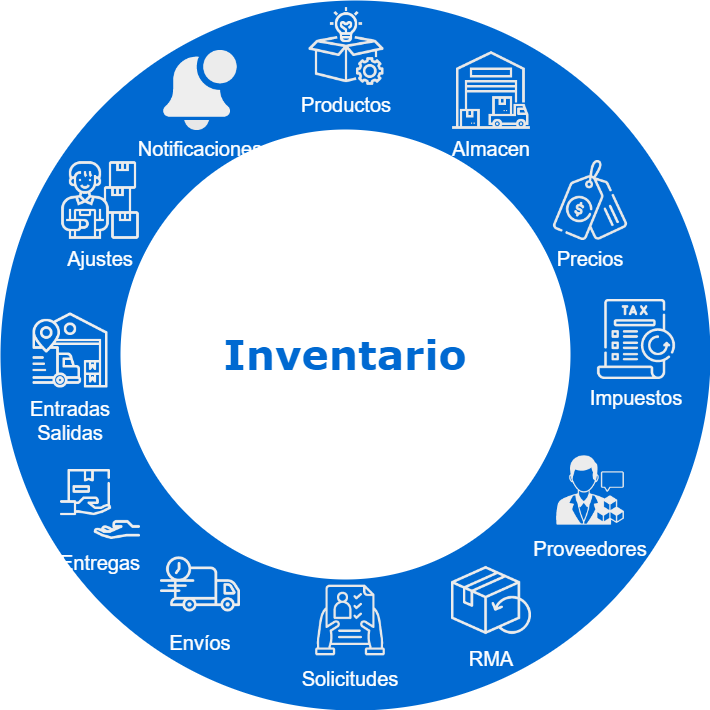 Productos
Almacen
Precios
TAX
Impuestos
Proveedores
RMA
Solicitudes
Envíos
Entregas
Entradas
Salidas
Ajustes
Notificaciones
Inventario